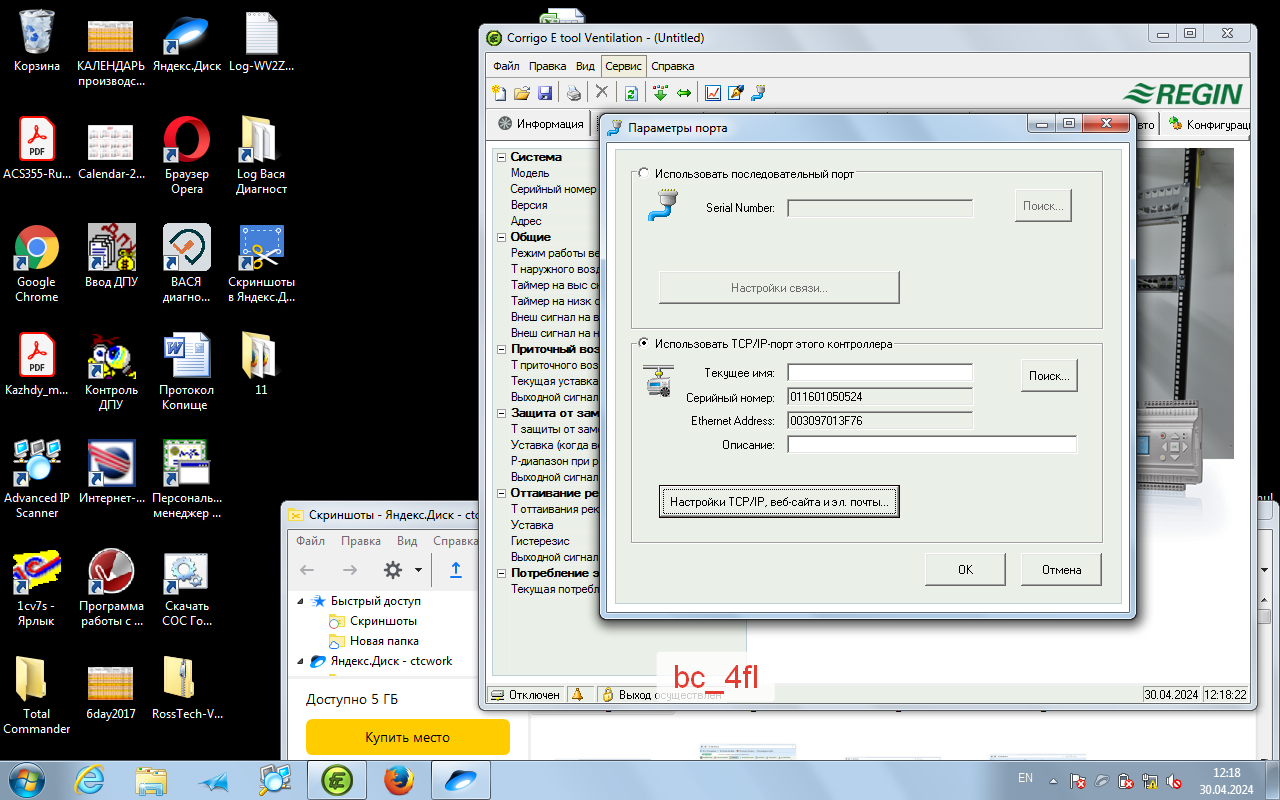 Корзина
КАЛЕНДАРЬ производс...
Яндекс.Диск
Log-WV2Z...
ACS355-Ru...
Calendar-2...
Браузер Opera
Log Вася Диагност
Google Chrome
Ввод ДПУ
ВАСЯ диагно...
Скриншоты в Яндекс.Д...
Kazhdy_m...
Контроль ДПУ
Протокол Копище
11
Advanced IP Scanner
Интернет-...
Персональ... менеджер ...
1cv7s - Ярлык
Программа работы с ...
Скачать СОС Го...
Total Commander
6day2017
RossTech-V...
Corrigo E tool Ventilation - (Untitled)
Файл Правка Вид Сервис Справка
REGIN
Информация
Конфигурац
Система
Модель
Серийный номер
Версия
Адрес
Общие
Режим работы ве
Т наружного возд
Таймер на выс ск
Таймер на низк с
Внеш сигнал на в
Внеш сигнал на н
Приточный воз
Т приточного воз
Текущая уставка
Выходной сигнал
Защита от зам
Т защиты от заме
Уставка (когда ве
Р-диапазон при р
Выходной сигнал
Оттаивание ре
Т оттаивания рек
Уставка
Гистерезис
Выходной сигнал
Потребление э
Текущая потребл
Параметры порта
Использовать последовательный порт
Serial Number:
Поиск...
Настройки связи...
Использовать TCP/IP-порт этого контроллера
Текущее имя:
Поиск...
Серийный номер: 011601050524
Ethernet Address: 003097013F76
Описание:
Настройки TCP/IP, веб-сайта и эл. почты...
OK
Отмена
bc_4fl
Отключен
Выход осуществлен
30.04.2024 12:18:22
Скриншоты - Яндекс.Диск - ctc
Файл Правка Вид Справка
Быстрый доступ
Скриншоты
Новая папка
Яндекс.Диск - ctcwork
Доступно 5 ГБ
Купить место
EN
12:18
30.04.2024